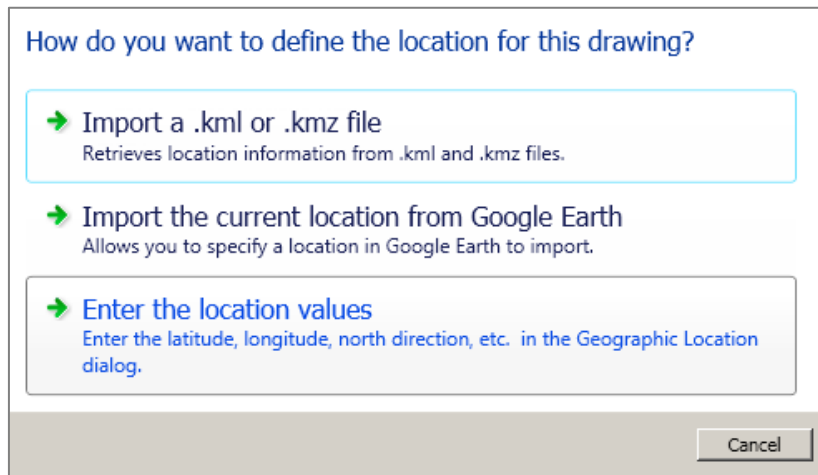 How do you want to define the location for this drawing?
Import a .kml or .kmz file
Retrieves location information from .kml and .kmz files.
Import the current location from Google Earth
Allows you to specify a location in Google Earth to import.
Enter the location values
Enter the latitude, longitude, north direction, etc.  in the Geographic Location
dialog.
Cancel